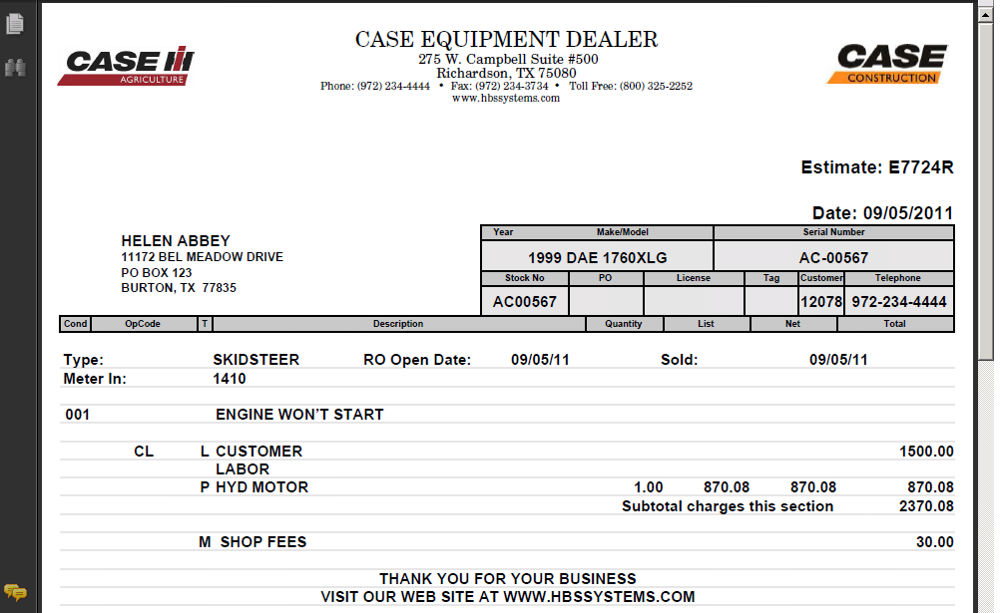 CASE IH
AGRICULTURE
CASE EQUIPMENT DEALER
275 W. Campbell Suite #500
Richardson, TX 75080
Phone: (972) 234-4444 • Fax: (972) 234-3734 • Toll Free: (800) 325-2252
www.hbssystems.com
CASE
CONSTRUCTION
Estimate: E7724R
Date: 09/05/2011
HELEN ABBEY
11172 BEL MEADOW DRIVE
PO BOX 123
BURTON, TX 77835
Year Make/Model Serial Number
1999 DAE 1760XLG AC-00567
Stock No PO License Tag Customer Telephone
AC00567 12078 972-234-4444
Cond OpCode T Description Quantity List Net Total
Type: SKIDSTEER RO Open Date: 09/05/11 Sold: 09/05/11
Meter In: 1410
001 ENGINE WON'T START
CL L CUSTOMER 1500.00
LABOR
P HYD MOTOR 1.00 870.08 870.08 870.08
Subtotal charges this section 2370.08
M SHOP FEES 30.00
THANK YOU FOR YOUR BUSINESS
VISIT OUR WEB SITE AT WWW.HBSSYSTEMS.COM